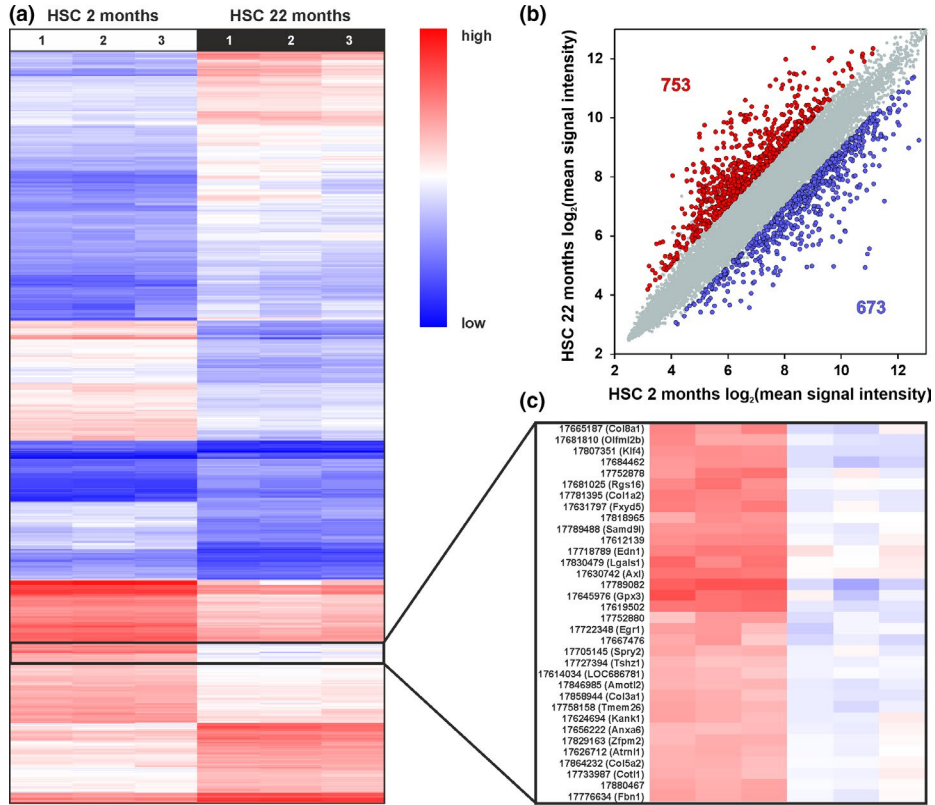 (a)
HSC 2 months
HSC 22 months
1 2 3 1 2 3
high
low
(b)
HSC 22 months log2(mean signal intensity)
12
10
8
6
4
2
753
673
2 4 6 8 10 12
HSC 2 months log2(mean signal intensity)
(c)
17665187 (Col8a1)
17681810 (Olfml2b)
17807351 (Klf4)
17684462
17752878
17681025 (Rgs16)
17781395 (Col1a2)
17631797 (Fxyd5)
17818965
17789488 (Samd9l)
17612139
17718789 (Edn1)
17830479 (Lgals1)
17630742 (Axl)
17789082
17645976 (Gpx3)
17619502
17752880
17722348 (Egr1)
17667476
17705145 (Spry2)
17727394 (Tshz1)
17614034 (LOC686781)
17846985 (Amotl2)
17858944 (Col3a1)
17758158 (Tmem26)
17624694 (Kank1)
17656222 (Anxa6)
17829163 (Zfpm2)
17626712 (Atrnl1)
17864232 (Col5a2)
17733987 (Cotl1)
17880467
17776634 (Fbn1)